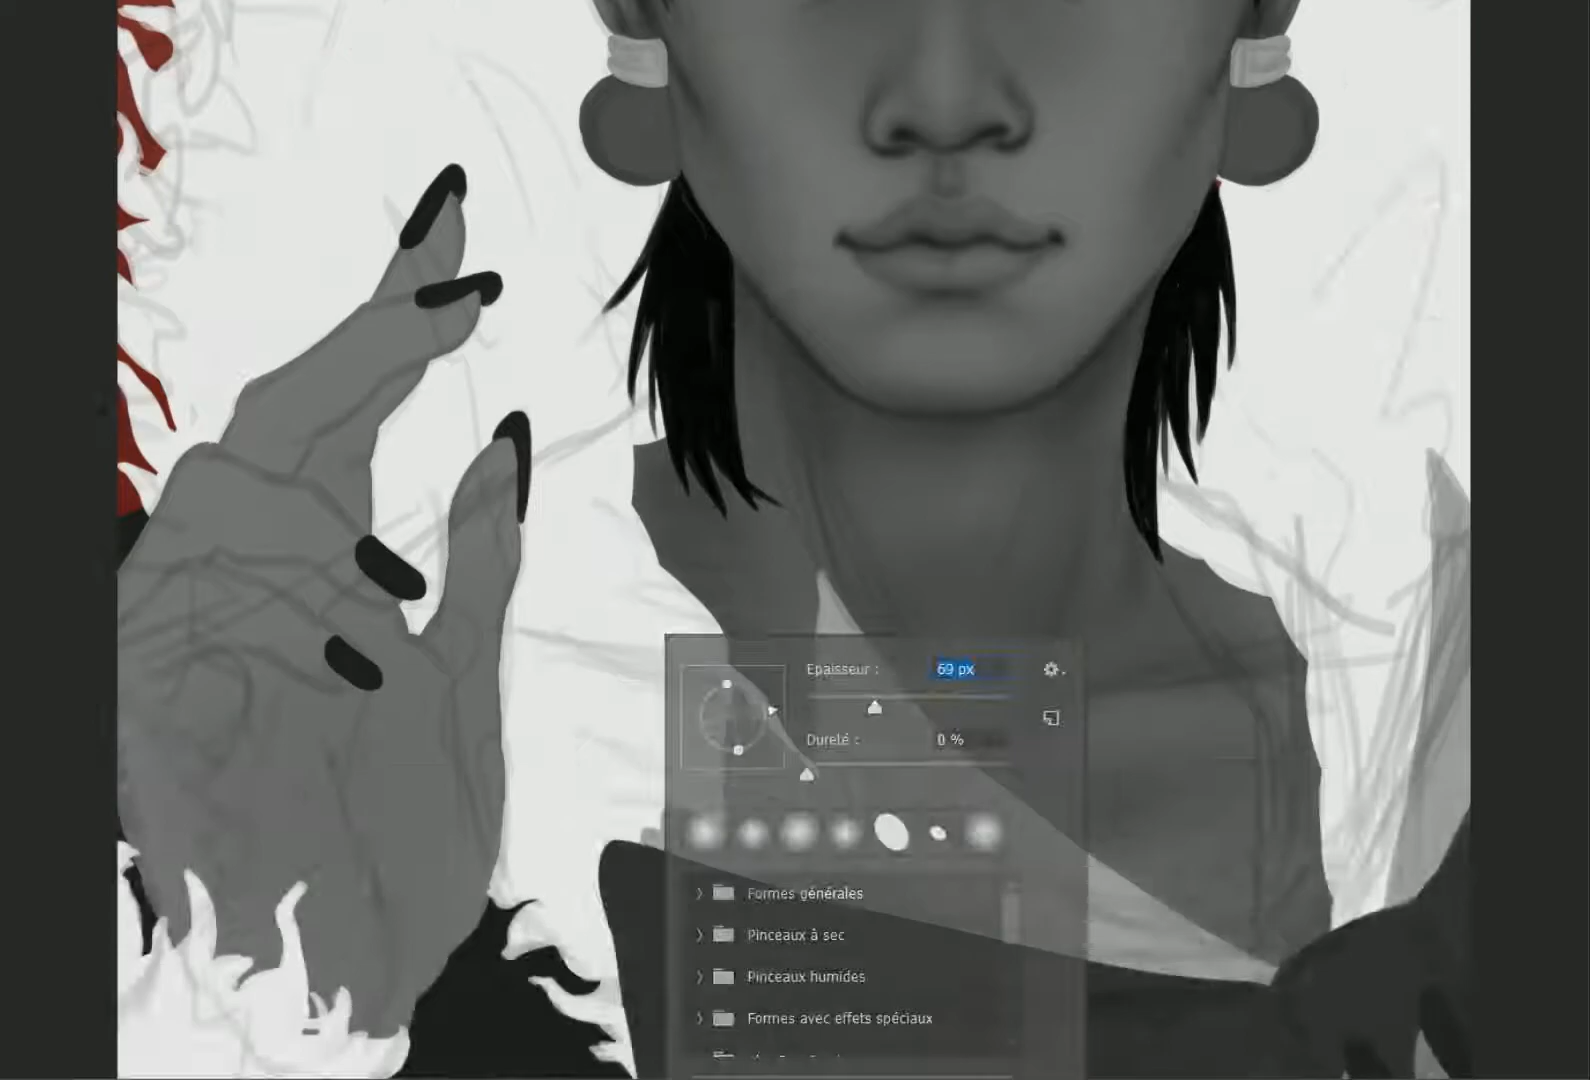 Epaisseur : 69 px
Dureté : 0 %
Formes générales
Pinceaux à sec
Pinceaux humides
Formes avec effets spéciaux